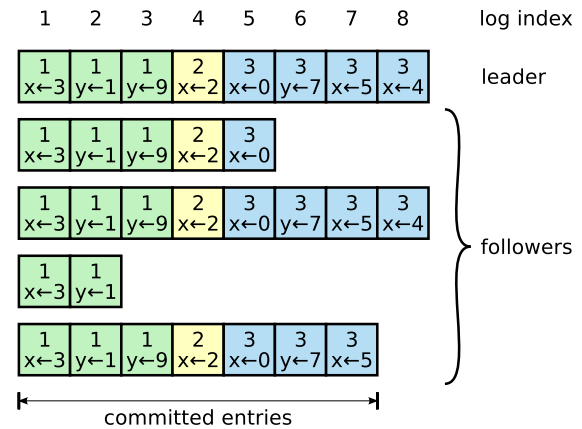 1 2 3 4 5 6 7 8 log index
1 1 1 2 3 3 3 3
x←3 y←1 y←9 x←2 x←0 y←7 x←5 x←4
leader
1 1 1 2 3
x←3 y←1 y←9 x←2 x←0
1 1 1 2 3 3 3 3
x←3 y←1 y←9 x←2 x←0 y←7 x←5 x←4
followers
1 1
x←3 y←1
1 1 1 2 3 3 3
x←3 y←1 y←9 x←2 x←0 y←7 x←5
committed entries